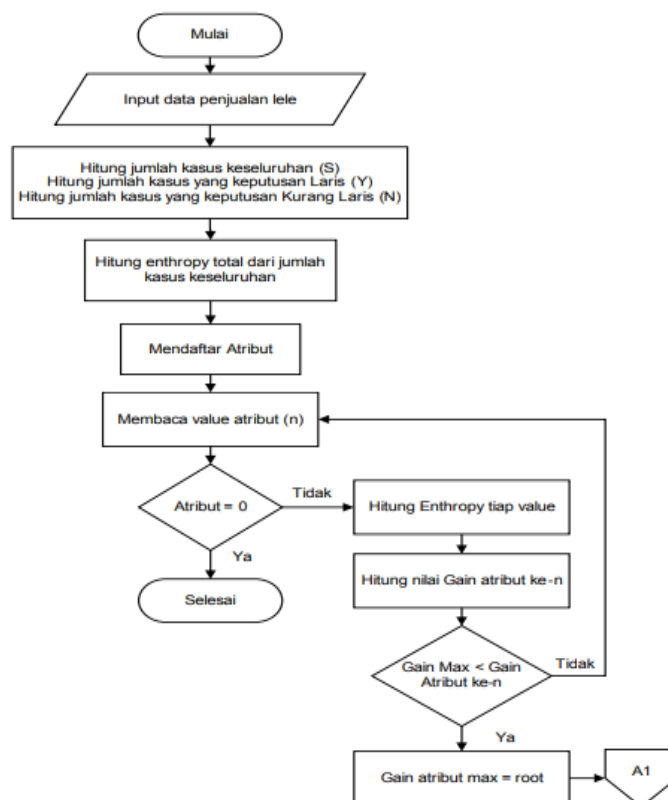 Mulai
Input data penjualan lele
Hitung jumlah kasus keseluruhan (S)
Hitung jumlah kasus yang keputusan Laris (Y)
Hitung jumlah kasus yang keputusan Kurang Laris (N)
Hitung enthropy total dari jumlah
kasus keseluruhan
Mendaftar Atribut
Membaca value atribut (n)
Atribut = 0
Tidak
Hitung Enthropy tiap value
Ya
Selesai
Hitung nilai Gain atribut ke-n
Gain Max < Gain
Atribut ke-n
Tidak
Ya
Gain atribut max = root
A1